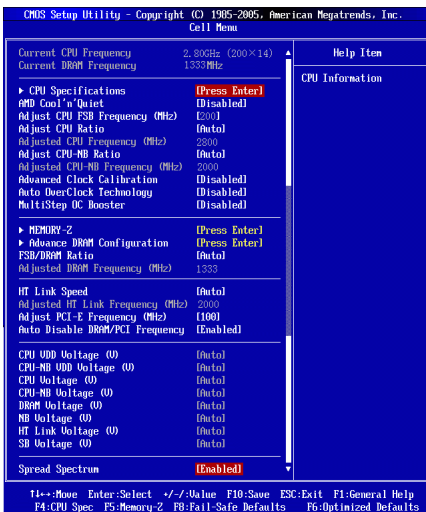 CMOS Setup Utility - Copyright (C) 1985-2005, American Megatrends, Inc.
Cell Menu
Current CPU Frequency 2.80GHz (200×14)
Current DRAM Frequency 1333MHz
Help Item
CPU Information
▶ CPU Specifications [Press Enter]
AMD Cool'n'Quiet [Disabled]
Adjust CPU FSB Frequency (MHz) [200]
Adjust CPU Ratio [Auto]
Adjusted CPU Frequency (MHz) 2800
Adjust CPU-NB Ratio [Auto]
Adjusted CPU-NB Frequency (MHz) 2000
Advanced Clock Calibration [Disabled]
Auto OverClock Technology [Disabled]
MultiStep OC Booster [Disabled]
▶ MEMORY-Z [Press Enter]
▶ Advance DRAM Configuration [Press Enter]
FSB/DRAM Ratio [Auto]
Adjusted DRAM Frequency (MHz) 1333
HT Link Speed [Auto]
Adjusted HT Link Frequency (MHz) 2000
Adjust PCI-E Frequency (MHz) [100]
Auto Disable DRAM/PCI Frequency [Enabled]
CPU VDD Voltage (V) [Auto]
CPU-NB VDD Voltage (V) [Auto]
CPU Voltage (V) [Auto]
CPU-NB Voltage (V) [Auto]
DRAM Voltage (V) [Auto]
NB Voltage (V) [Auto]
HT Link Voltage (V) [Auto]
SB Voltage (V) [Auto]
Spread Spectrum [Enabled]
↑↓←→:Move Enter:Select +/-/:Value F10:Save ESC:Exit F1:General Help
F4:CPU Spec F5:Memory-Z F8:Fail-Safe Defaults F6:Optimized Defaults